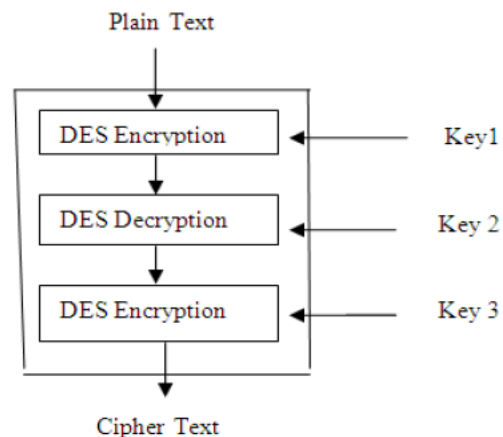 Plain Text
DES Encryption
Key1
DES Decryption
Key 2
DES Encryption
Key 3
Cipher Text